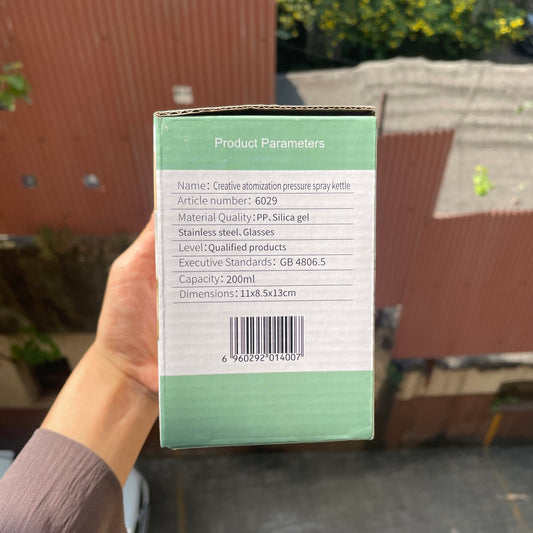 Product Parameters
Name: Creative atomization pressure spray kettle
Article number: 6029
Material Quality:PP、Silica gel
Stainless steel、Glasses
Level:Qualified products
Executive Standards: GB 4806.5
Capacity: 200ml
Dimensions: 11x8.5x13cm
6 960292 014007